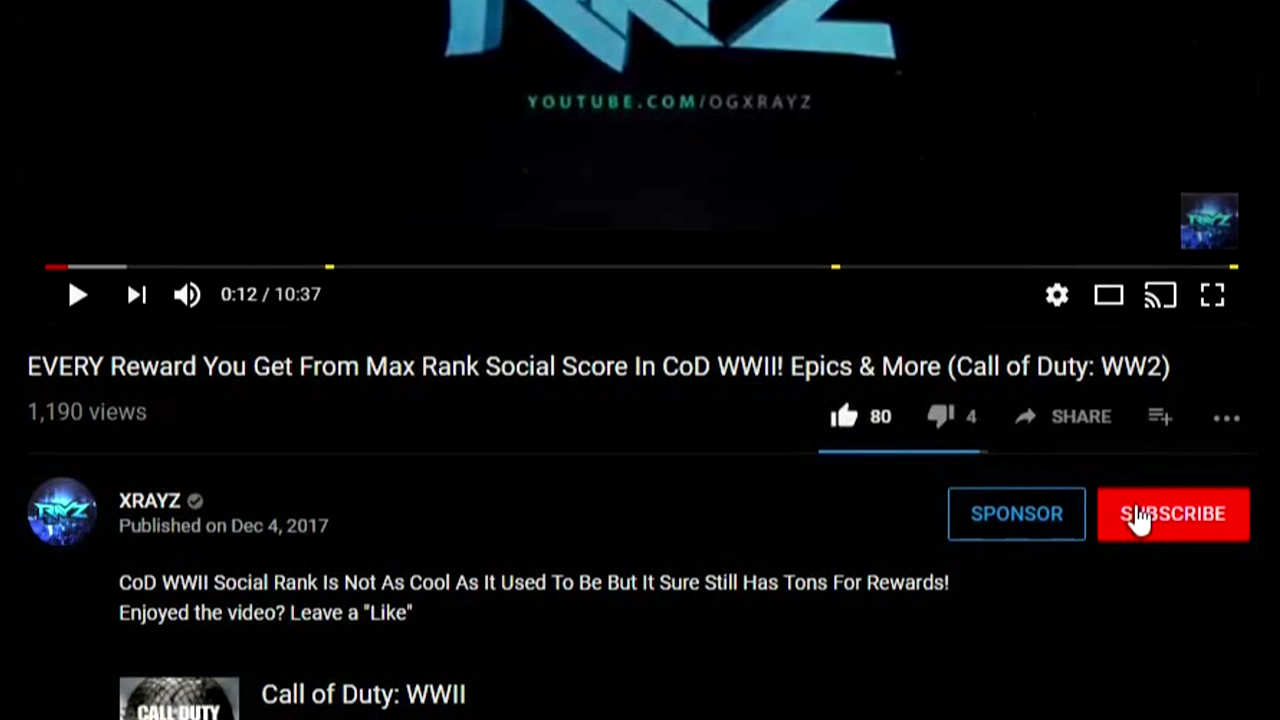 YOUTUBE.COM/OGXRAYZ
0:12 / 10:37
EVERY Reward You Get From Max Rank Social Score In CoD WWII! Epics & More (Call of Duty: WW2)
1,190 views
80
4
SHARE
XRAYZ
Published on Dec 4, 2017
SPONSOR
SUBSCRIBE
CoD WWII Social Rank Is Not As Cool As It Used To Be But It Sure Still Has Tons For Rewards!
Enjoyed the video? Leave a "Like"
Call of Duty: WWII
CALL DUTY